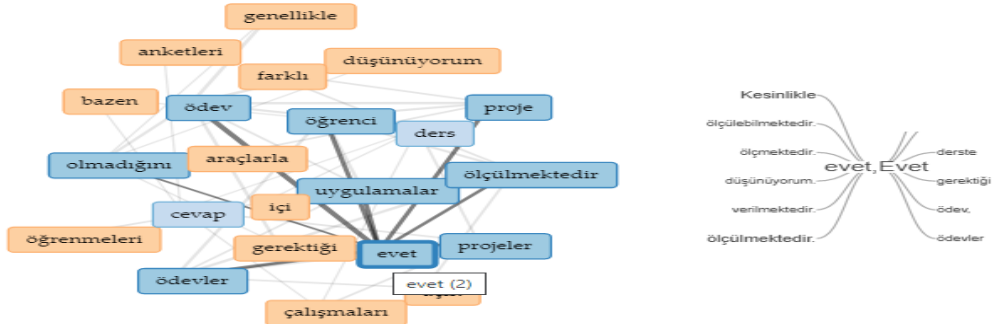 genellikle
anketleri
düşünüyorum
farklı
bazen
ödev
proje
öğrenci
ders
olmadığını
araçlarla
ölçülmektedir
uygulamalar
içi
cevap
öğrenmeleri
gerektiği
evet
projeler
ödevler
evet (2)
çalışmaları
Kesinlikle
ölçülebilmektedir.
ölçmektedir.
düşünüyorum.
verilmektedir.
ölçülmektedir.
evet,Evet
derste
gerektiği
ödev,
ödevler